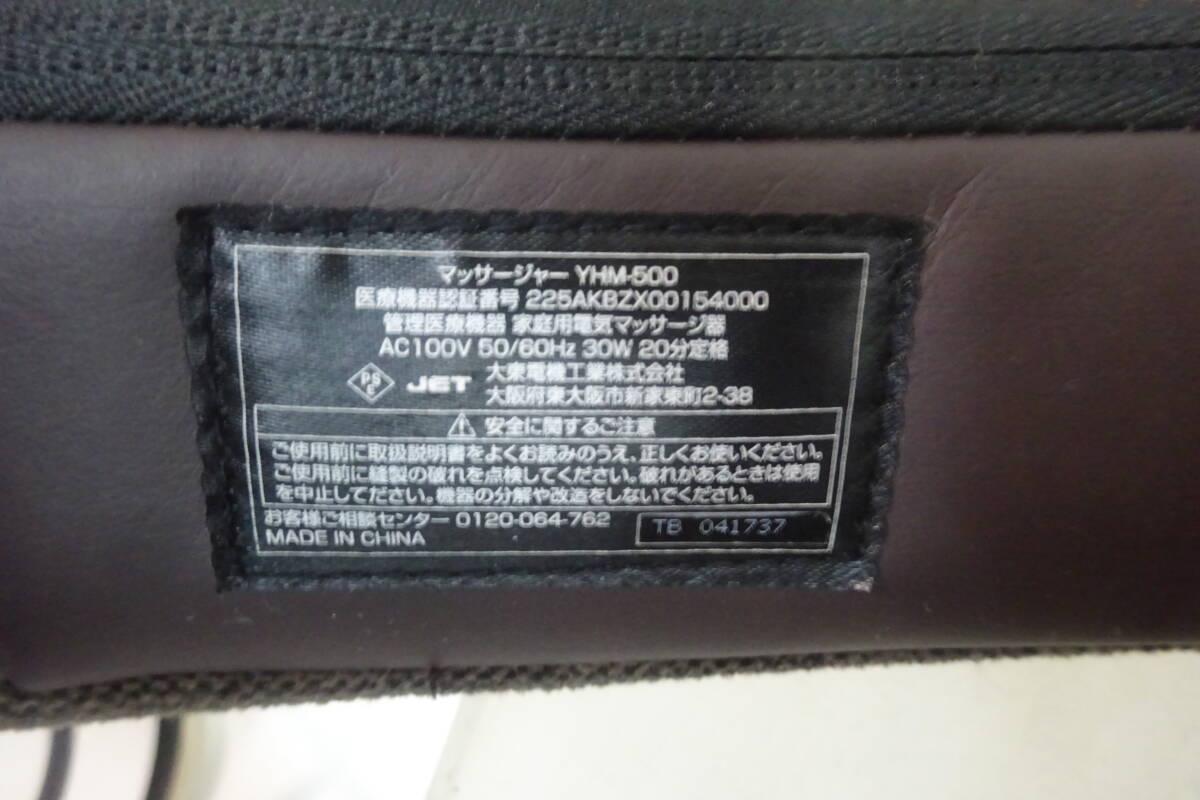 マッサージャー YHM-500
医療機器認証番号 225AKBZX00154000
管理医療機器 家庭用電気マッサージ器
AC100V 50/60Hz 30W 20分定格
PSE JET 大東電機工業株式会社
大阪府東大阪市新家東町2-38
安全に関するご注意
ご使用前に取扱説明書をよくお読みのうえ、正しくお使いください。
ご使用前に縫製の破れを点検してください。破れがあるときは使用
を中止してださい。機器の分解や改造をしないでください。
お客様ご相談センター 0120-064-762
TB 041737
MADE IN CHINA